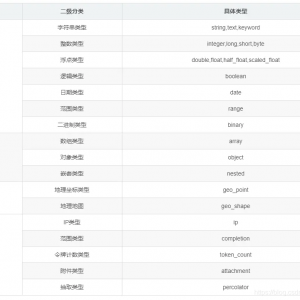 二级分类 具体类型
字符串类型 string,text,keyword
整数类型 integer,long,short,byte
浮点类型 double,float,half_float,scaled_float
逻辑类型 boolean
日期类型 date
范围类型 range
二进制类型 binary
数组类型 array
对象类型 object
嵌套类型 nested
地理坐标类型 geo_point
地理地图 geo_shape
IP类型 ip
范围类型 completion
令牌计数类型 token_count
附件类型 attachment
抽取类型 percolator